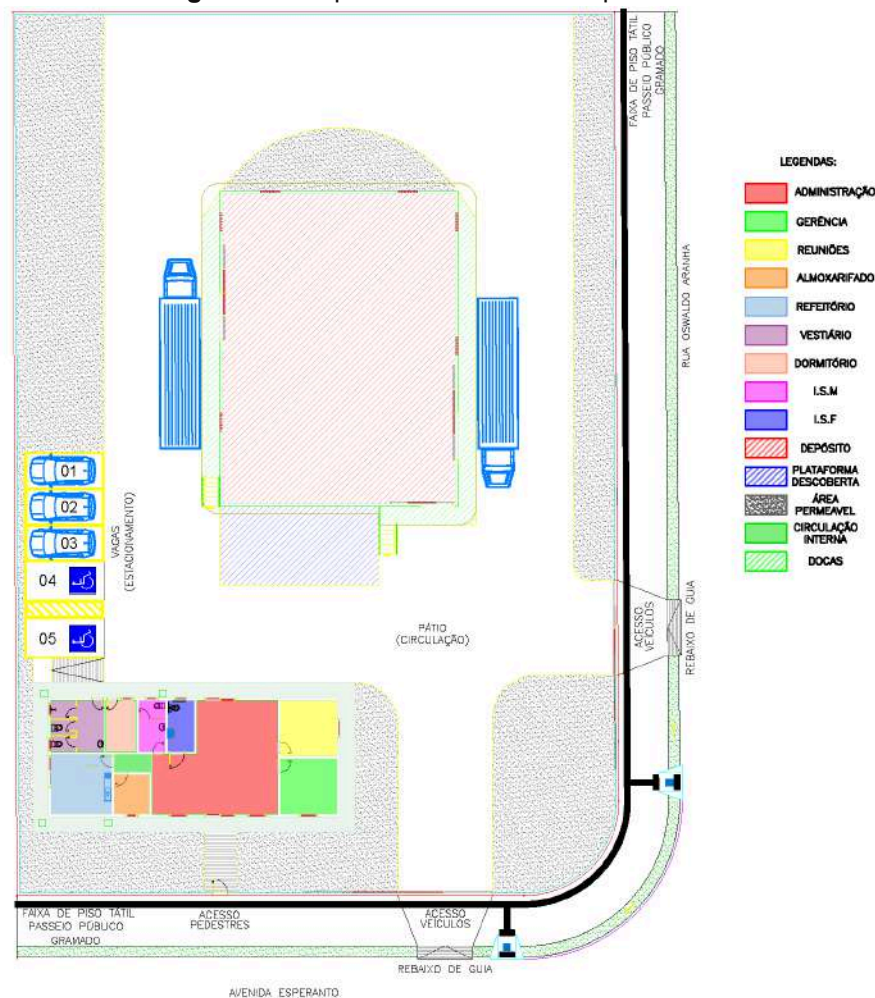 FAIXA DE PISO TÁTIL
PASSEIO PÚBLICO
GRAMADO
LEGENDAS:
ADMINISTRAÇÃO
GERÊNCIA
REUNIÕES
ALMOXARIFADO
REFEITÓRIO
VESTIÁRIO
DORMITÓRIO
I.S.M
I.S.F
DEPÓSITO
PLATAFORMA
DESCOBERTA
ÁREA
PERMEAVEL
CIRCULAÇÃO
INTERNA
DOCAS
RUA OSWALDO ARANHA
01
02
03
04
05
VAGAS
(ESTACIONAMENTO)
PÁTIO
(CIRCULAÇÃO)
ACESSO
VEÍCULOS
REBAIXO DE GUIA
FAIXA DE PISO TÁTIL
PASSEIO PÚBLICO
GRAMADO
ACESSO
PEDESTRES
ACESSO
VEÍCULOS
REBAIXO DE GUIA
AVENIDA ESPERANTO